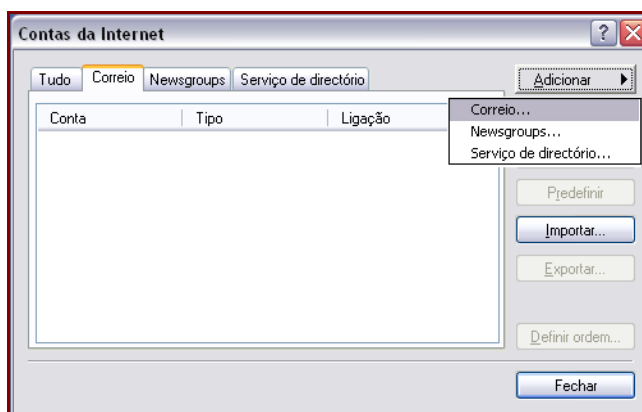 Contas da Internet
Tudo Correio Newsgroups Serviço de directório
Adicionar
Conta Tipo Ligação
Correio...
Newsgroups...
Serviço de directório...
Predefinir
Importar...
Exportar...
Definir ordem...
Fechar